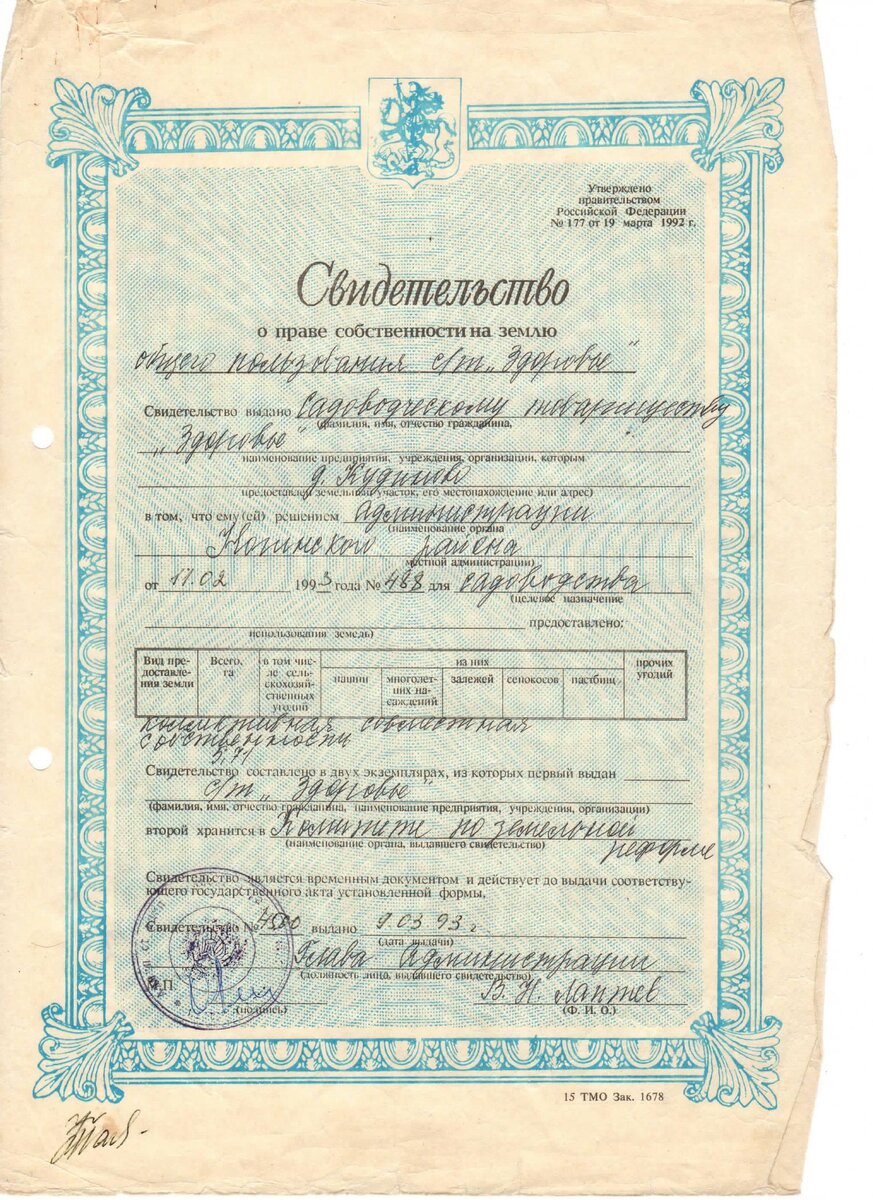 Утверждено
правительством
Российской Федерации
№ 177 от 19 марта 1992 г.
Свидетельство
о праве собственности на землю
общего пользования с/т „Здоровье"
Свидетельство выдано садоводческому товариществу
(фамилия, имя, отчество гражданина,
„Здоровье"
наименование предприятия, учреждения, организации, которым
д. Кудиново
предоставлен земельный участок, его местонахождение или адрес)
в том, что ему (ей) решением администрации
(наименование органа
Ногинского района
местной администрации)
от 17.02 1993 года № 488 для садоводства
(целевое назначение
предоставлено:
использования земель)
Вид предоставления земли Всего, га в том числе сельскохозяйственных угодий из них прочих угодий
пашни многолетних насаждений залежей сенокосов пастбищ
коллективная совместная
собственность
5,71
Свидетельство составлено в двух экземплярах, из которых первый выдан
с/т „Здоровье"
(фамилия, имя, отчество гражданина, наименование предприятия, учреждения, организации)
второй хранится в Комитете по земельной
(наименование органа, выдавшего свидетельство) реформе
Свидетельство является временным документом и действует до выдачи соответству-
ющего государственного акта установленной формы.
Свидетельство № 4500 выдано 9 03 93 г
(дата выдачи)
Глава Администрации
(должность лица, выдавшего свидетельство)
М.П. В. Н. Лаптев
(подпись) (Ф. И. О.)
15 ТМО Зак. 1678